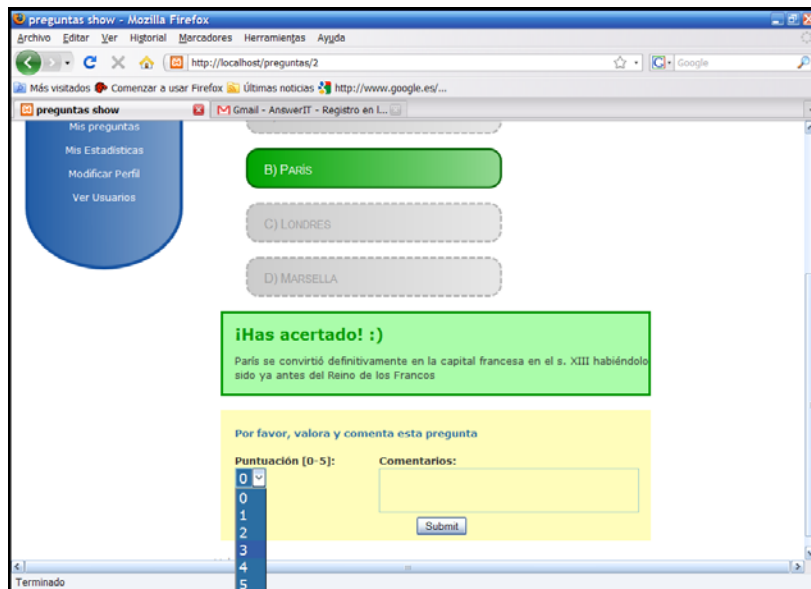 preguntas show - Mozilla Firefox
Archivo Editar Ver Historial Marcadores Herramientas Ayuda
http://localhost/preguntas/2
Google
Más visitados Comenzar a usar Firefox Últimas noticias http://www.google.es/...
preguntas show
Gmail - AnswerIT - Registro en l...
Mis preguntas
Mis Estadísticas
Modificar Perfil
Ver Usuarios
B) París
C) Londres
D) Marsella
¡Has acertado! :)
París se convirtió definitivamente en la capital francesa en el s. XIII habiéndolo
sido ya antes del Reino de los Francos
Por favor, valora y comenta esta pregunta
Puntuación [0-5]: Comentarios:
0
0
1
2
3
4
5
Submit
Terminado